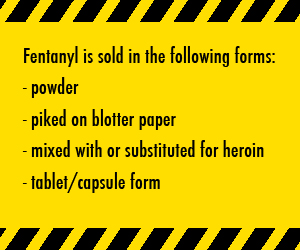 Fentanyl is sold in the following forms:
- powder
- piked on blotter paper
- mixed with or substituted for heroin
- tablet/capsule form